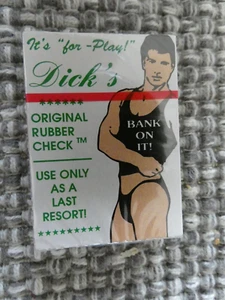 It's "for-Play!"
Dick's
******
ORIGINAL
RUBBER
CHECK™
USE ONLY
AS A
LAST
RESORT!
*********
BANK
ON
IT!